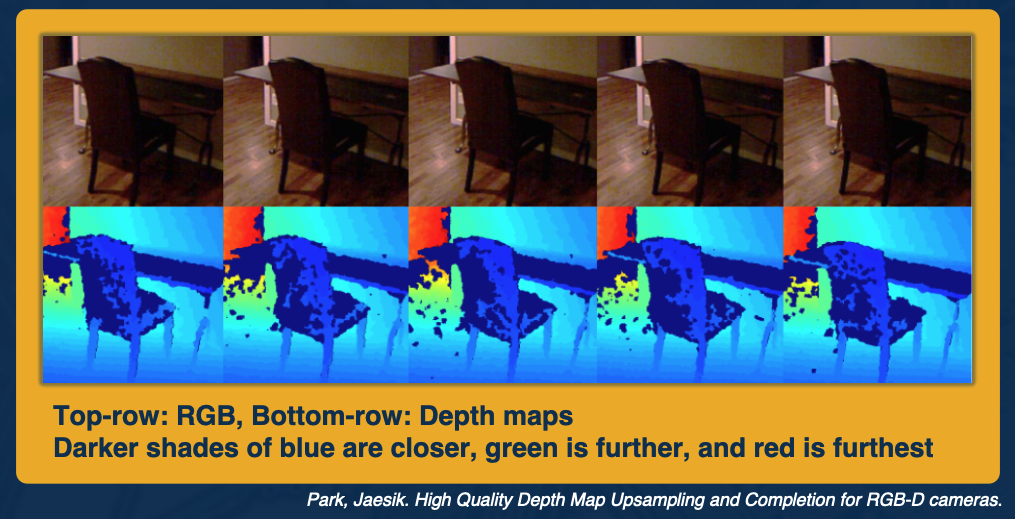 Top-row: RGB, Bottom-row: Depth maps
Darker shades of blue are closer, green is further, and red is furthest
Park, Jaesik. High Quality Depth Map Upsampling and Completion for RGB-D cameras.